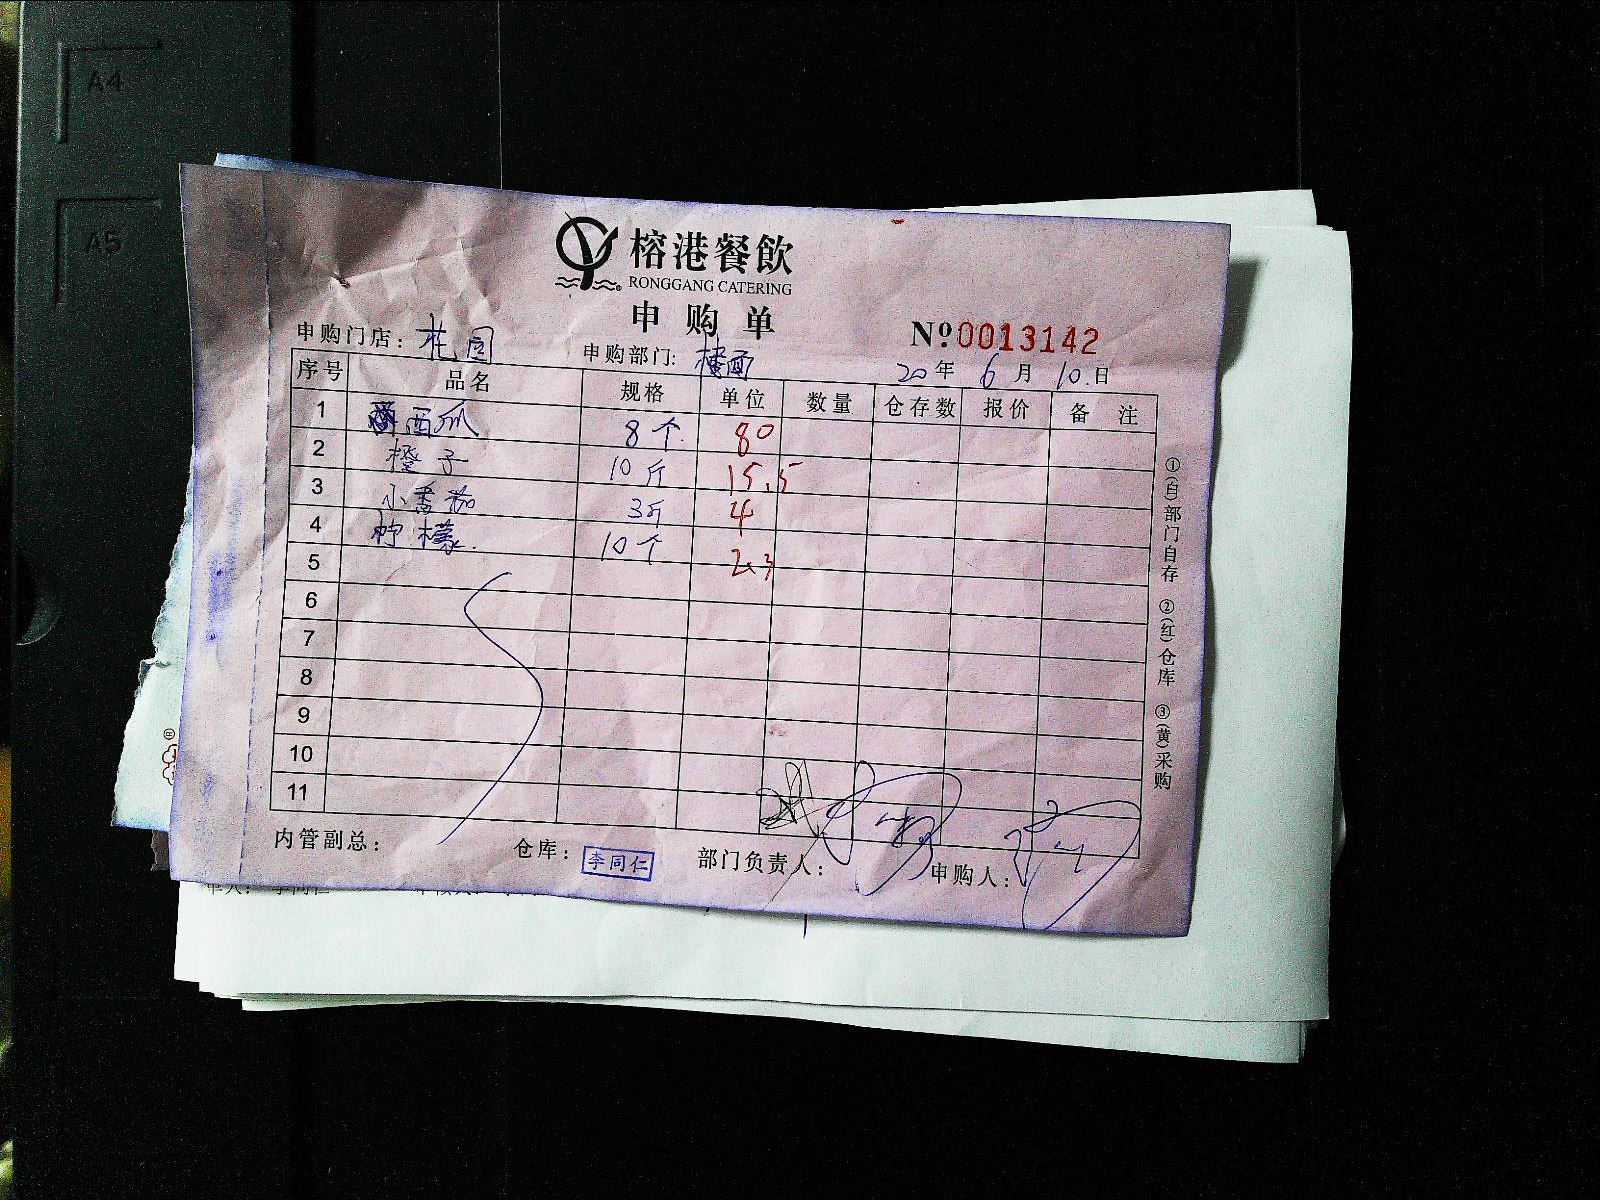 A4
A5
榕港餐飲
RONGGANG CATERING
申购单
申购门店： 桂园 申购部门: 楼面 №0013142
20年 6月 10.日
序号 品名 规格 单位 数量 仓存数 报价 备 注
1 西瓜 8个. 80
2 橙子 10斤 15.5
3 小番茄 3斤 4
4 柠檬. 10个 2.3
5
6
7
8
9
10
11
①(白)部门自存 ②(红)仓库 ③(黄)采购
内管副总： 仓库： 李同仁 部门负责人： 申购人：